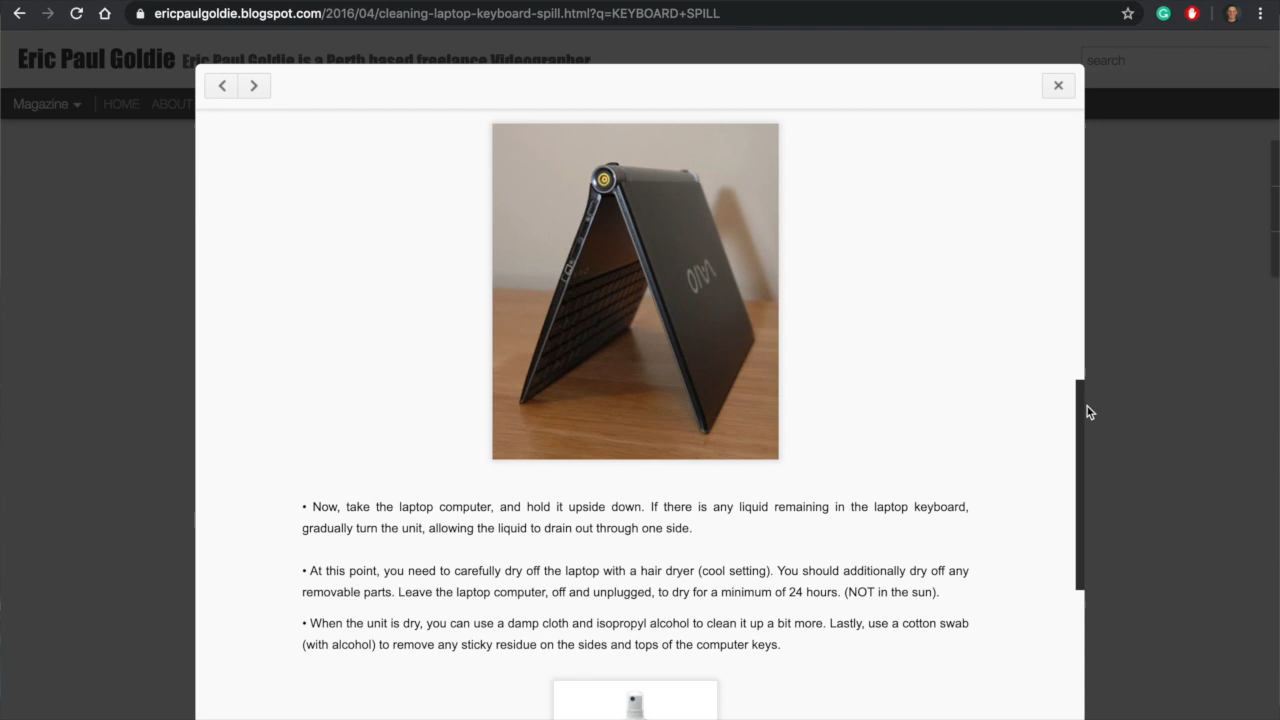 ericpaulgoldie.blogspot.com/2016/04/cleaning-laptop-keyboard-spill.html?q=KEYBOARD+SPILL
Eric Paul Goldie Eric Paul Goldie is a Perth based freelance Videographer
search
Magazine HOME ABOUT
VAIO
• Now, take the laptop computer, and hold it upside down. If there is any liquid remaining in the laptop keyboard,
gradually turn the unit, allowing the liquid to drain out through one side.
• At this point, you need to carefully dry off the laptop with a hair dryer (cool setting). You should additionally dry off any
removable parts. Leave the laptop computer, off and unplugged, to dry for a minimum of 24 hours. (NOT in the sun).
• When the unit is dry, you can use a damp cloth and isopropyl alcohol to clean it up a bit more. Lastly, use a cotton swab
(with alcohol) to remove any sticky residue on the sides and tops of the computer keys.